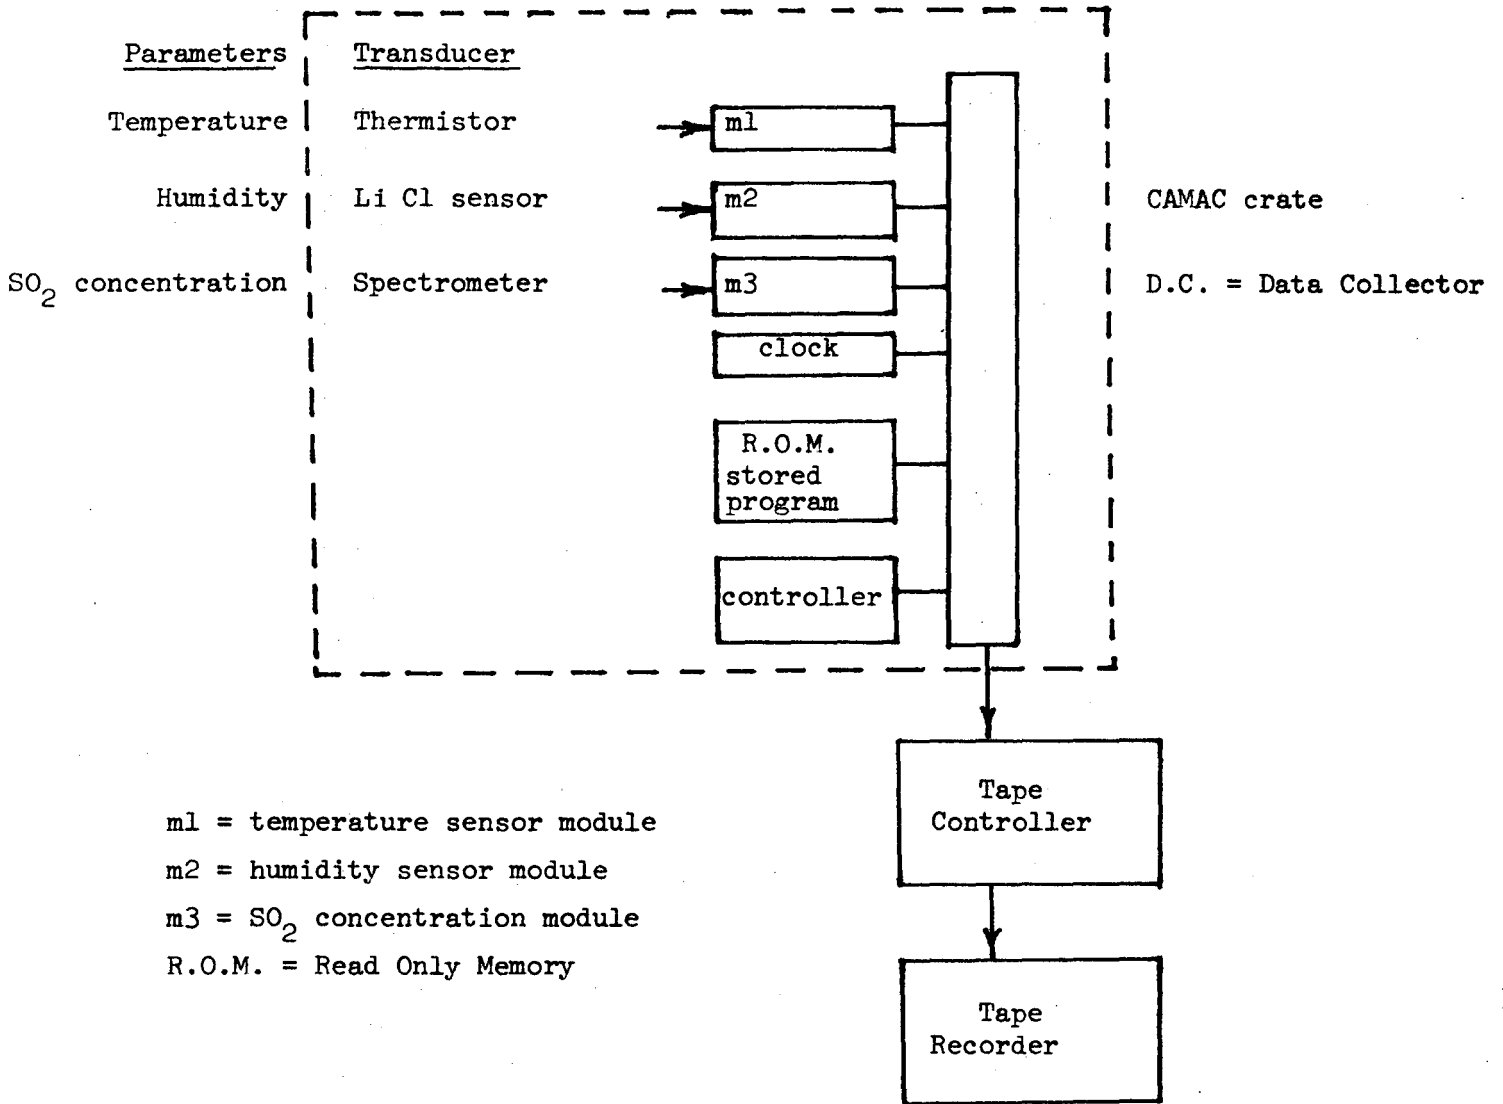 Parameters Transducer
Temperature Thermistor m1
Humidity Li Cl sensor m2 CAMAC crate
SO2 concentration Spectrometer m3 D.C. = Data Collector
clock
R.O.M.
stored
program
controller
Tape
Controller
m1 = temperature sensor module
m2 = humidity sensor module
m3 = SO2 concentration module
R.O.M. = Read Only Memory
Tape
Recorder